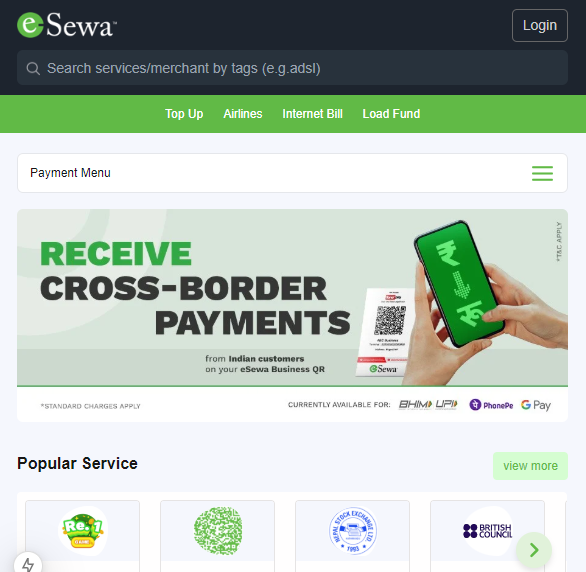 e-Sewa™
Login
Search services/merchant by tags (e.g.adsl)
Top Up
Airlines
Internet Bill
Load Fund
Payment Menu
RECEIVE
CROSS-BORDER
PAYMENTS
from Indian customers
on your eSewa Business QR
*T&C APPLY
₹
रू
eSewa
*STANDARD CHARGES APPLY
CURRENTLY AVAILABLE FOR: BHIM UPI PhonePe G Pay
Popular Service
view more
Re.1
GAME
NEPAL STOCK EXCHANGE LTD.
1993
BRITISH
COUNCIL